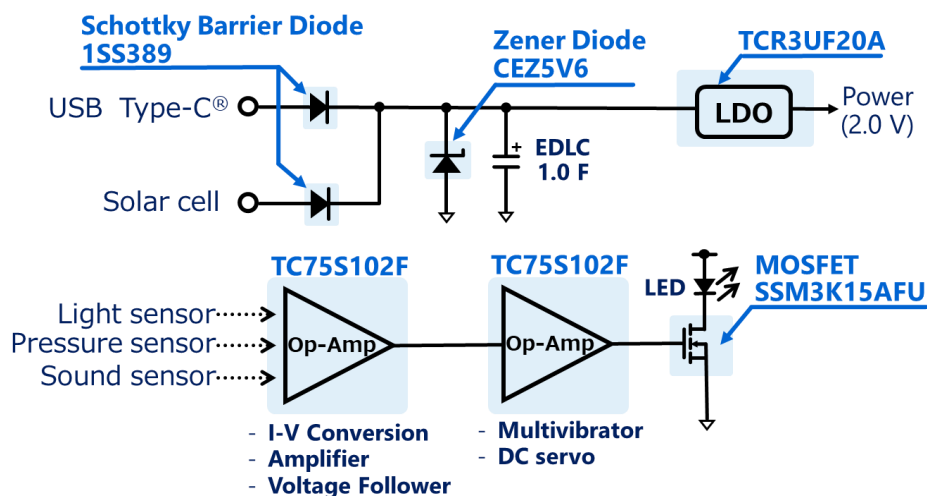 Schottky Barrier Diode
1SS389
Zener Diode
CEZ5V6
TCR3UF20A
USB Type-C®
LDO
Power
(2.0 V)
+
EDLC
1.0 F
Solar cell
TC75S102F
TC75S102F
LED
MOSFET
SSM3K15AFU
Light sensor
Pressure sensor
Sound sensor
Op-Amp
Op-Amp
- I-V Conversion
- Amplifier
- Voltage Follower
- Multivibrator
- DC servo